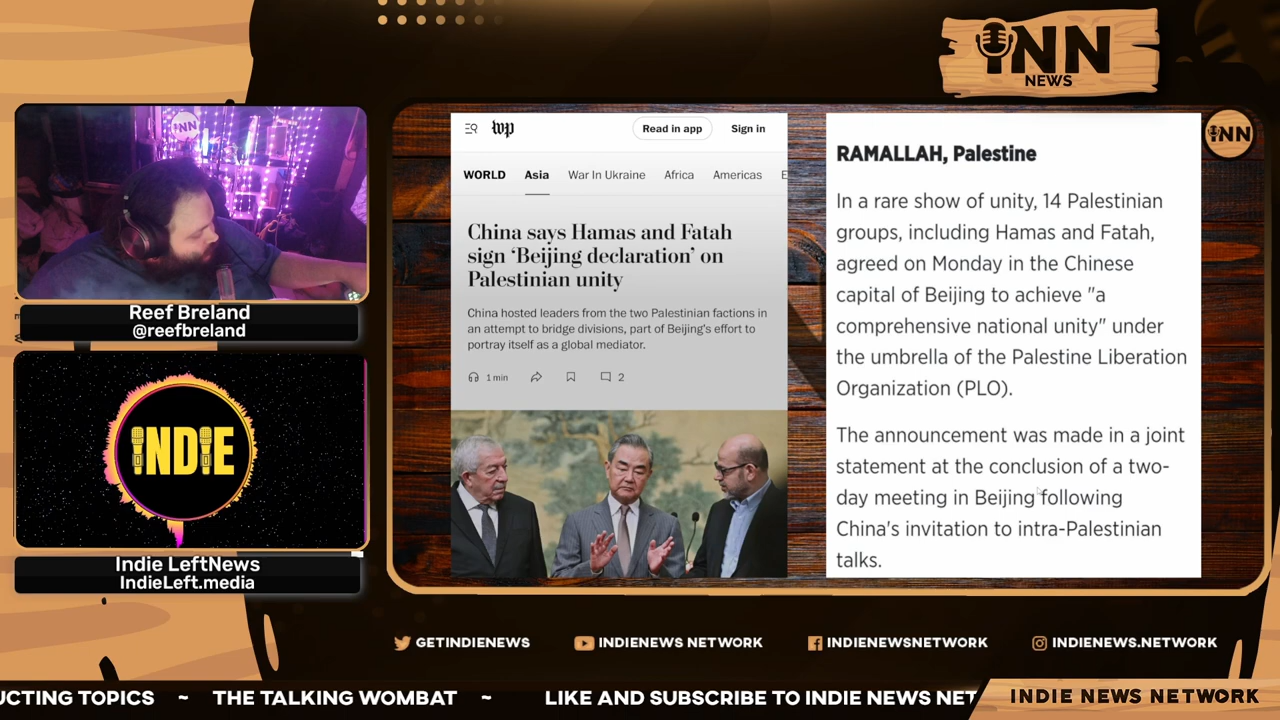 iNN
NEWS
iNN
Reef Breland
@reefbreland
iNDiE
Indie LeftNews
IndieLeft.media
wp
Read in app
Sign in
WORLD Asia War In Ukraine Africa Americas E
China says Hamas and Fatah
sign ‘Beijing declaration’ on
Palestinian unity
China hosted leaders from the two Palestinian factions in
an attempt to bridge divisions, part of Beijing's effort to
portray itself as a global mediator.
1 min
2
RAMALLAH, Palestine
In a rare show of unity, 14 Palestinian
groups, including Hamas and Fatah,
agreed on Monday in the Chinese
capital of Beijing to achieve "a
comprehensive national unity" under
the umbrella of the Palestine Liberation
Organization (PLO).
The announcement was made in a joint
statement at the conclusion of a two-
day meeting in Beijing following
China's invitation to intra-Palestinian
talks.
iNN
GETINDIENEWS
INDIENEWS NETWORK
INDIENEWSNETWORK
INDIENEWS.NETWORK
UCTING TOPICS ~ THE TALKING WOMBAT ~ LIKE AND SUBSCRIBE TO INDIE NEWS NET
INDIE NEWS NETWORK